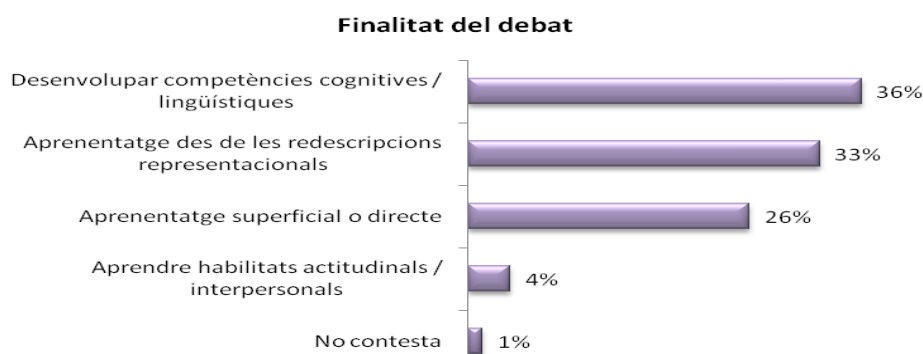 Finalitat del debat
Desenvolupar competències cognitives /
lingüístiques
36%
Aprenentatge des de les redescripcions
representacionals
33%
Aprenentatge superficial o directe
26%
Aprendre habilitats actitudinals /
interpersonals
4%
No contesta
1%